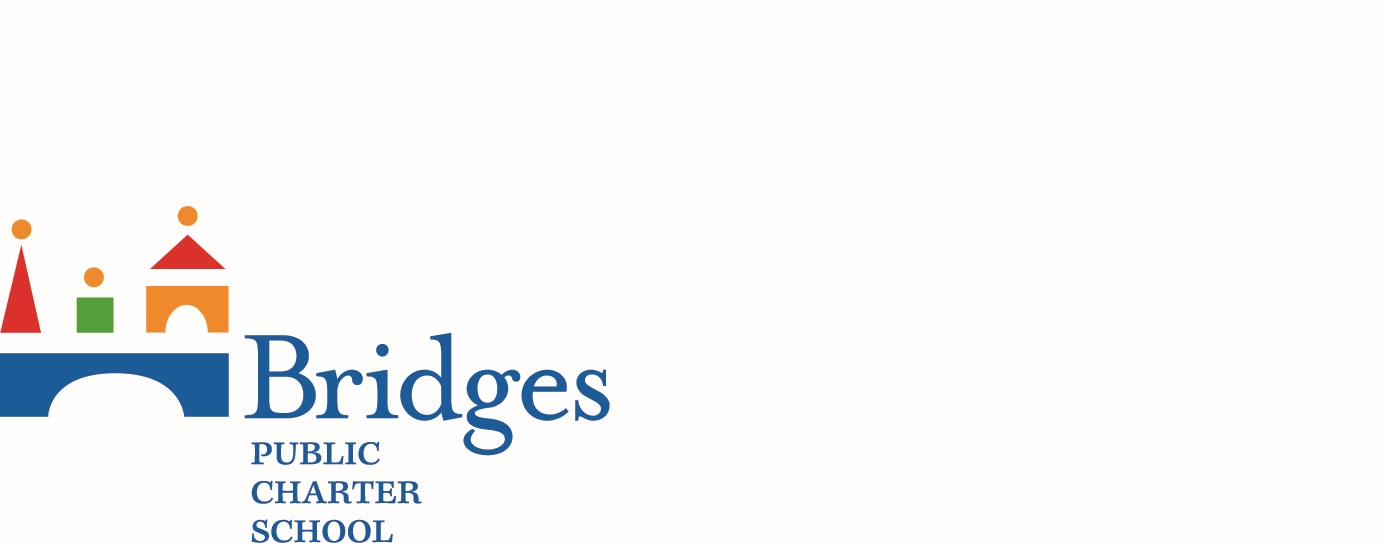 Bridges
PUBLIC
CHARTER
SCHOOL